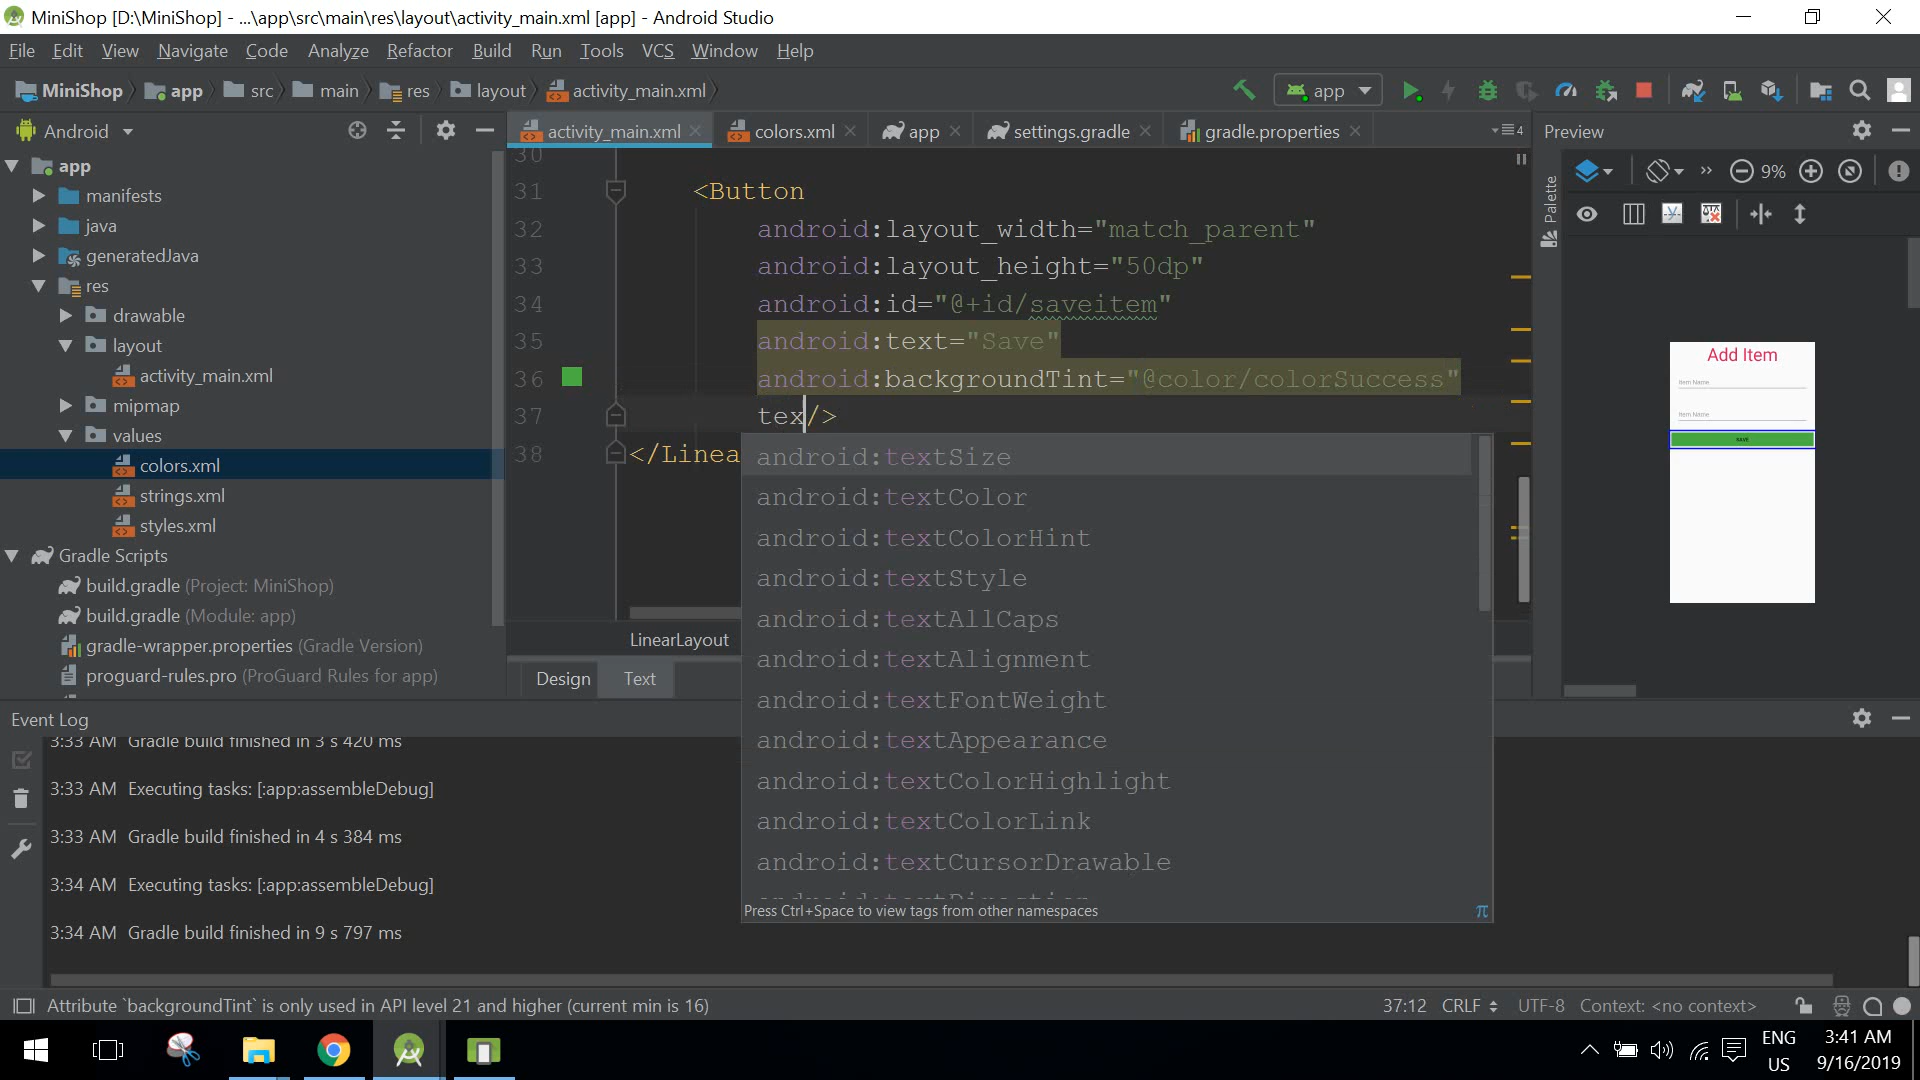 MiniShop [D:\MiniShop] - ...\app\src\main\res\layout\activity_main.xml [app] - Android Studio
File Edit View Navigate Code Analyze Refactor Build Run Tools VCS Window Help
MiniShop app src main res layout activity_main.xml app
Android activity_main.xml colors.xml app settings.gradle gradle.properties 4 Preview
app
manifests
java
generatedJava
res
drawable
layout
activity_main.xml
mipmap
values
colors.xml
strings.xml
styles.xml
Gradle Scripts
build.gradle (Project: MiniShop)
build.gradle (Module: app)
gradle-wrapper.properties (Gradle Version)
proguard-rules.pro (ProGuard Rules for app)
30
31 <Button
32 android:layout_width="match_parent"
33 android:layout_height="50dp"
34 android:id="@+id/saveitem"
35 android:text="Save"
36 android:backgroundTint="@color/colorSuccess"
37 tex/>
38 </Linea
android:textSize
android:textColor
android:textColorHint
android:textStyle
android:textAllCaps
android:textAlignment
android:textFontWeight
android:textAppearance
android:textColorHighlight
android:textColorLink
android:textCursorDrawable
android:textDirection
Press Ctrl+Space to view tags from other namespaces π
LinearLayout
Design Text
Palette
9%
Add Item
Item Name
Item Name
SAVE
Event Log
3:33 AM Gradle build finished in 3 s 420 ms
3:33 AM Executing tasks: [:app:assembleDebug]
3:33 AM Gradle build finished in 4 s 384 ms
3:34 AM Executing tasks: [:app:assembleDebug]
3:34 AM Gradle build finished in 9 s 797 ms
Attribute `backgroundTint` is only used in API level 21 and higher (current min is 16) 37:12 CRLF UTF-8 Context: <no context>
ENG
US
3:41 AM
9/16/2019